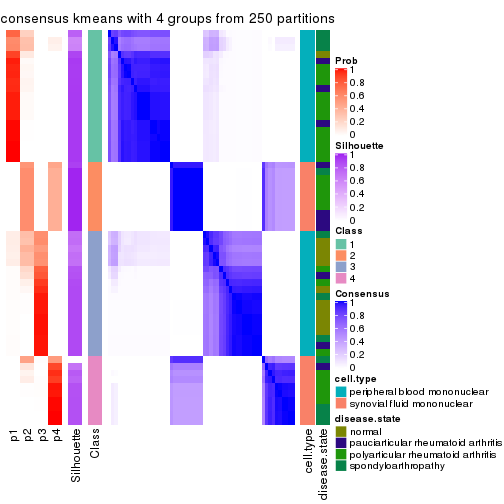 consensus kmeans with 4 groups from 250 partitions
Prob
1
0.8
0.6
0.4
0.2
0
Silhouette
1
0.8
0.6
0.4
0.2
0
Class
1
2
3
4
Consensus
1
0.8
0.6
0.4
0.2
0
cell.type
peripheral blood mononuclear
synovial fluid mononuclear
disease.state
normal
pauciarticular rheumatoid arthritis
polyarticular rheumatoid arthritis
spondyloarthropathy
p1
p2
p3
p4
Silhouette
Class
cell.type
disease.state